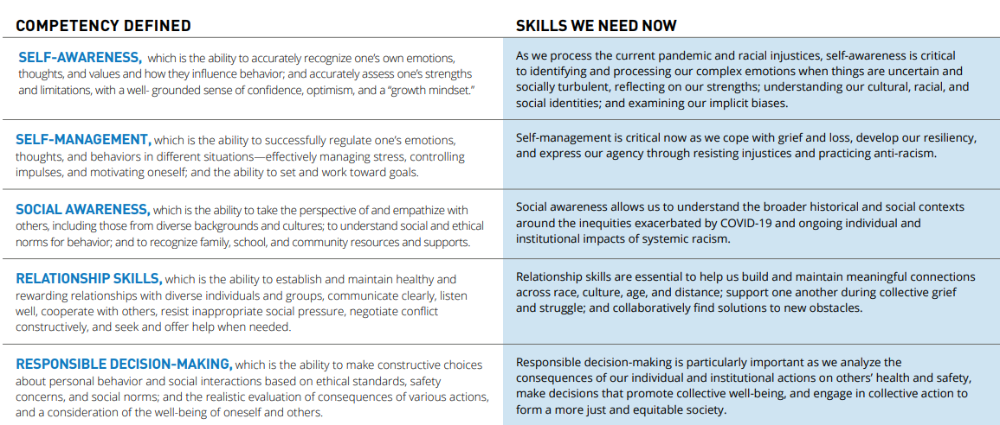 COMPETENCY DEFINED
SKILLS WE NEED NOW
SELF-AWARENESS, which is the ability to accurately recognize one's own emotions,
thoughts, and values and how they influence behavior; and accurately assess one's strengths
and limitations, with a well- grounded sense of confidence, optimism, and a "growth mindset."
As we process the current pandemic and racial injustices, self-awareness is critical
to identifying and processing our complex emotions when things are uncertain and
socially turbulent, reflecting on our strengths; understanding our cultural, racial, and
social identities; and examining our implicit biases.
SELF-MANAGEMENT, which is the ability to successfully regulate one's emotions,
thoughts, and behaviors in different situations—effectively managing stress, controlling
impulses, and motivating oneself; and the ability to set and work toward goals.
Self-management is critical now as we cope with grief and loss, develop our resiliency,
and express our agency through resisting injustices and practicing anti-racism.
SOCIAL AWARENESS, which is the ability to take the perspective of and empathize with
others, including those from diverse backgrounds and cultures; to understand social and ethical
norms for behavior; and to recognize family, school, and community resources and supports.
Social awareness allows us to understand the broader historical and social contexts
around the inequities exacerbated by COVID-19 and ongoing individual and
institutional impacts of systemic racism.
RELATIONSHIP SKILLS, which is the ability to establish and maintain healthy and
rewarding relationships with diverse individuals and groups, communicate clearly, listen
well, cooperate with others, resist inappropriate social pressure, negotiate conflict
constructively, and seek and offer help when needed.
Relationship skills are essential to help us build and maintain meaningful connections
across race, culture, age, and distance; support one another during collective grief
and struggle; and collaboratively find solutions to new obstacles.
RESPONSIBLE DECISION-MAKING, which is the ability to make constructive choices
about personal behavior and social interactions based on ethical standards, safety
concerns, and social norms; and the realistic evaluation of consequences of various actions,
and a consideration of the well-being of oneself and others.
Responsible decision-making is particularly important as we analyze the
consequences of our individual and institutional actions on others' health and safety,
make decisions that promote collective well-being, and engage in collective action to
form a more just and equitable society.